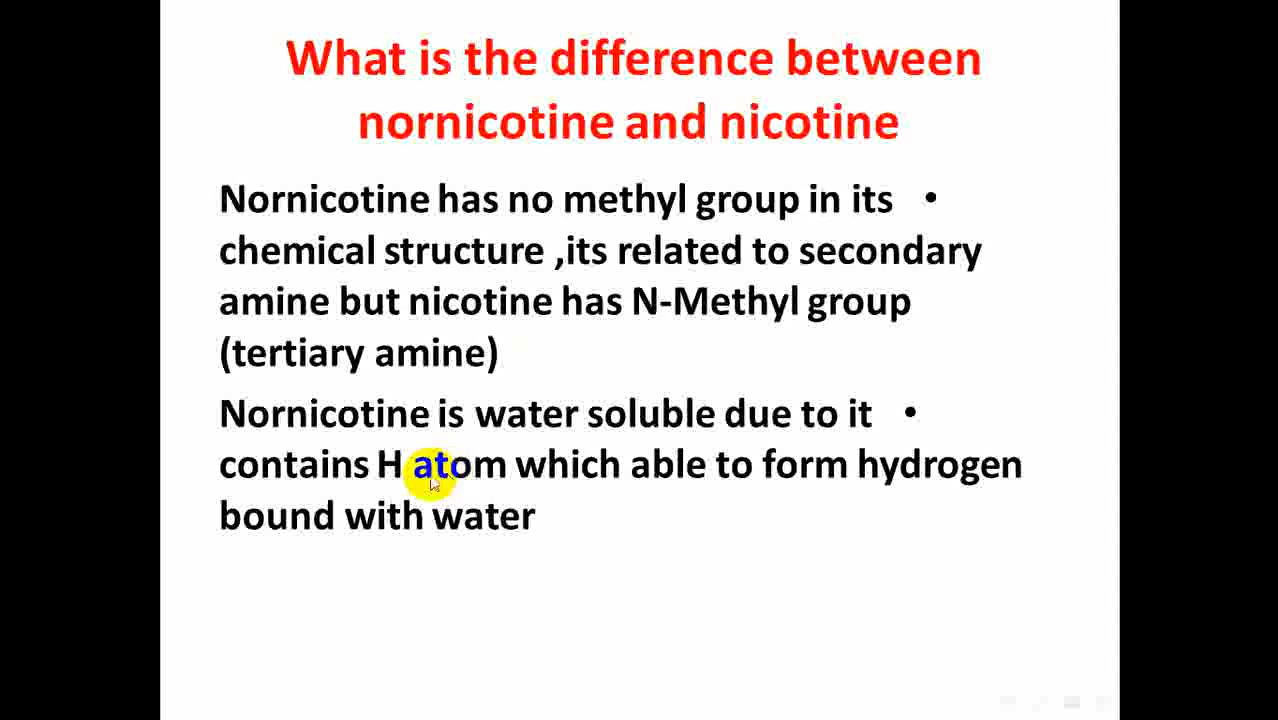 What is the difference between
nornicotine and nicotine
Nornicotine has no methyl group in its •
chemical structure ,its related to secondary
amine but nicotine has N-Methyl group
(tertiary amine)
Nornicotine is water soluble due to it •
contains H atom which able to form hydrogen
bound with water